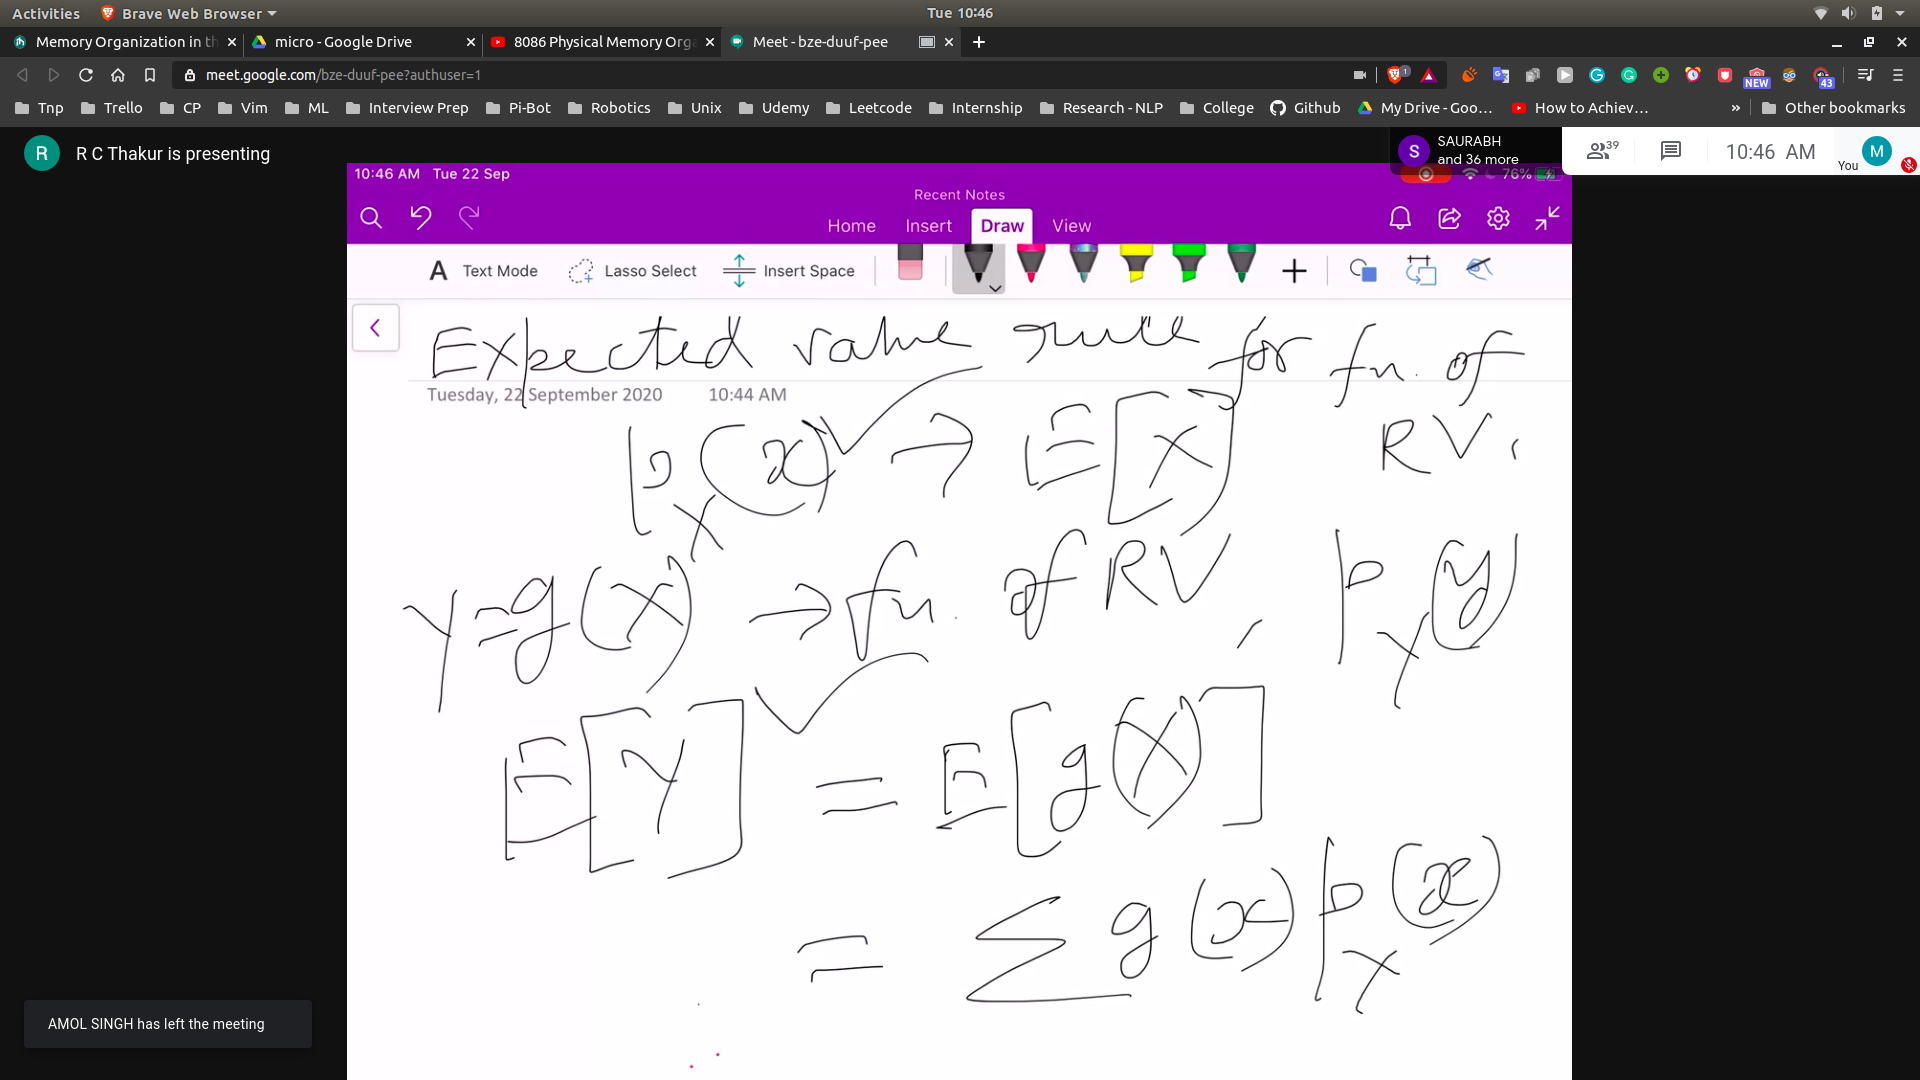 Activities Brave Web Browser Tue 10:46
Memory Organization in th micro - Google Drive 8086 Physical Memory Orga Meet - bze-duuf-pee
meet.google.com/bze-duuf-pee?authuser=1 1 NEW 43
Tnp Trello CP Vim ML Interview Prep Pi-Bot Robotics Unix Udemy Leetcode Internship Research - NLP College Github My Drive - Goo… How to Achiev… » Other bookmarks
R R C Thakur is presenting
S SAURABH
and 36 more
39 10:46 AM You M
10:46 AM Tue 22 Sep 76%
Recent Notes
Home Insert Draw View
A Text Mode Lasso Select Insert Space
Expected value rule for fn. of
RV.
Tuesday, 22 September 2020 10:44 AM
p_X(x) → E[X]
Y = g(X) → fn. of RV, p_Y(y)
E[Y] = E[g(X)]
= Σ g(x) p_X(x)
AMOL SINGH has left the meeting